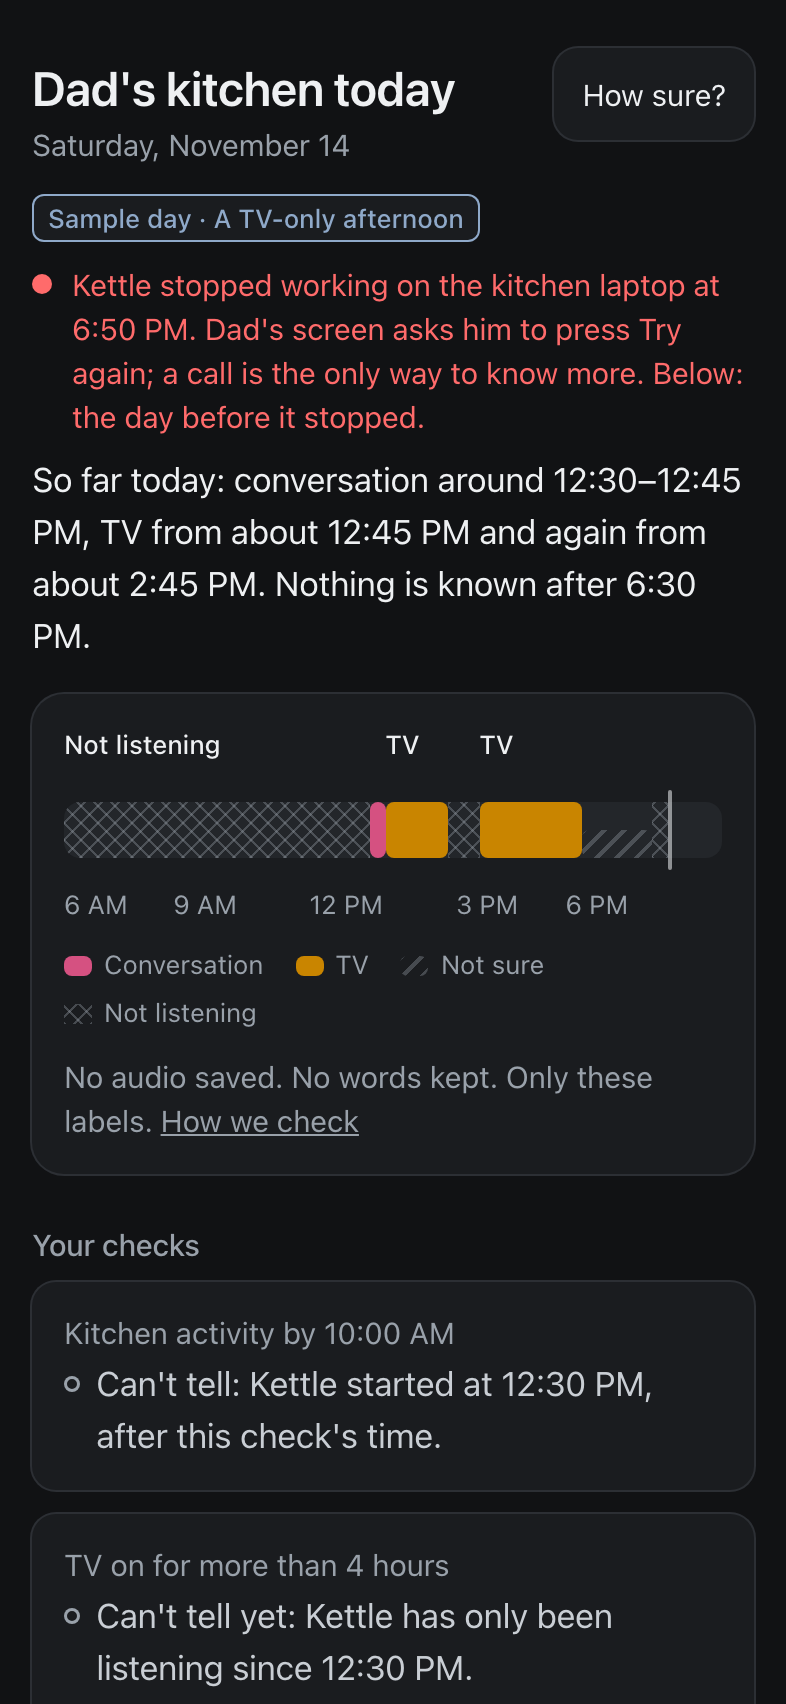 Dad's kitchen today
How sure?
Saturday, November 14
Sample day · A TV-only afternoon
Kettle stopped working on the kitchen laptop at
6:50 PM. Dad's screen asks him to press Try
again; a call is the only way to know more. Below:
the day before it stopped.
So far today: conversation around 12:30–12:45
PM, TV from about 12:45 PM and again from
about 2:45 PM. Nothing is known after 6:30
PM.
Not listening TV TV
6 AM 9 AM 12 PM 3 PM 6 PM
Conversation TV Not sure
Not listening
No audio saved. No words kept. Only these
labels. How we check
Your checks
Kitchen activity by 10:00 AM
Can't tell: Kettle started at 12:30 PM,
after this check's time.
TV on for more than 4 hours
Can't tell yet: Kettle has only been
listening since 12:30 PM.